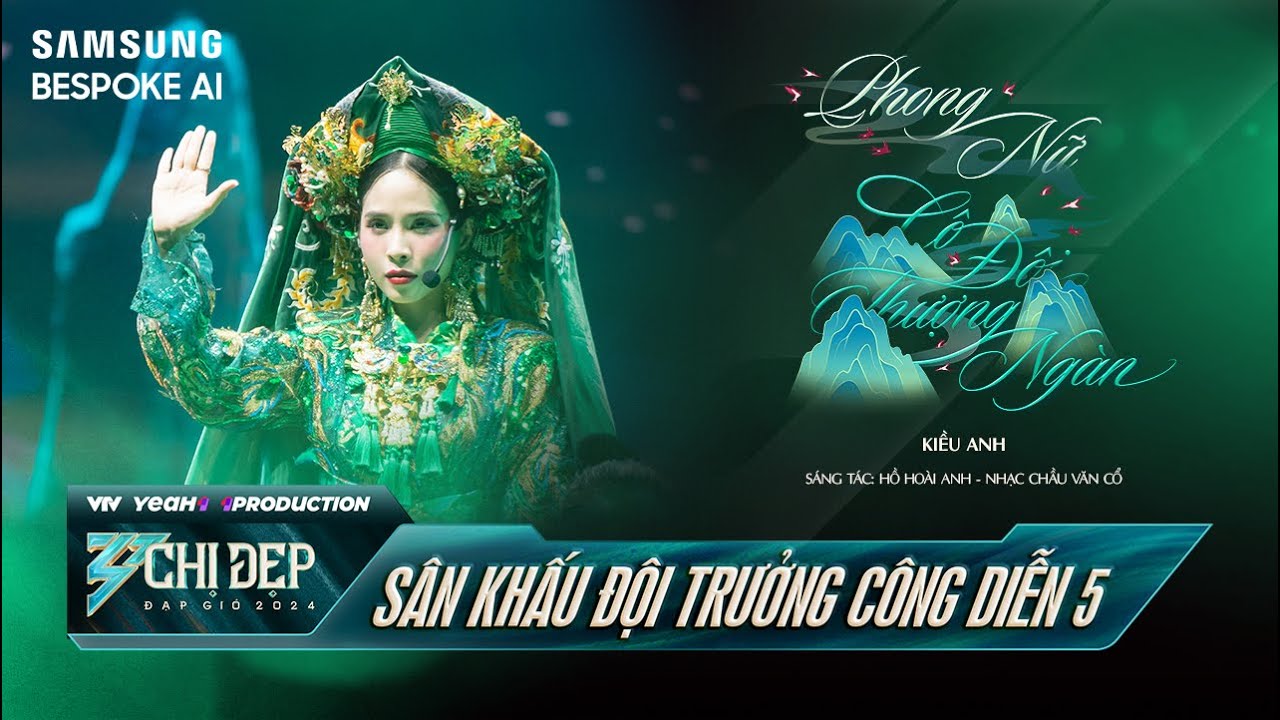 SAMSUNG
BESPOKE AI
Phong
Nữ
Cô
Đôi
Thượng
Ngàn
KIỀU ANH
SÁNG TÁC: HỒ HOÀI ANH - NHẠC CHẦU VĂN CỔ
VTV YeaH1 1PRODUCTION
CHỊ ĐẸP
ĐẠP GIÓ 2024
SÂN KHẤU ĐỘI TRƯỞNG CÔNG DIỄN 5